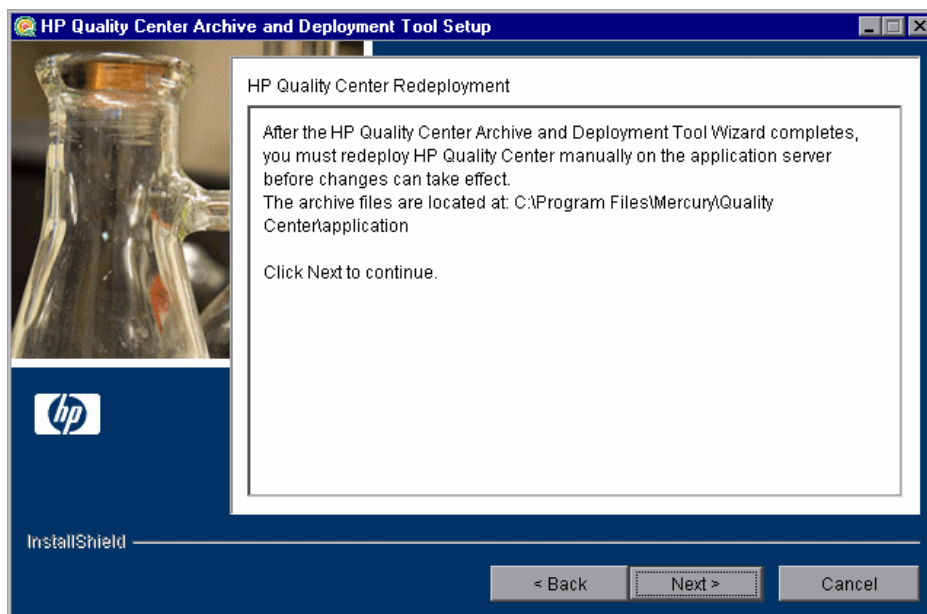 HP Quality Center Archive and Deployment Tool Setup
HP Quality Center Redeployment
After the HP Quality Center Archive and Deployment Tool Wizard completes,
you must redeploy HP Quality Center manually on the application server
before changes can take effect.
The archive files are located at: C:\Program Files\Mercury\Quality
Center\application
Click Next to continue.
hp
InstallShield
< Back
Next >
Cancel